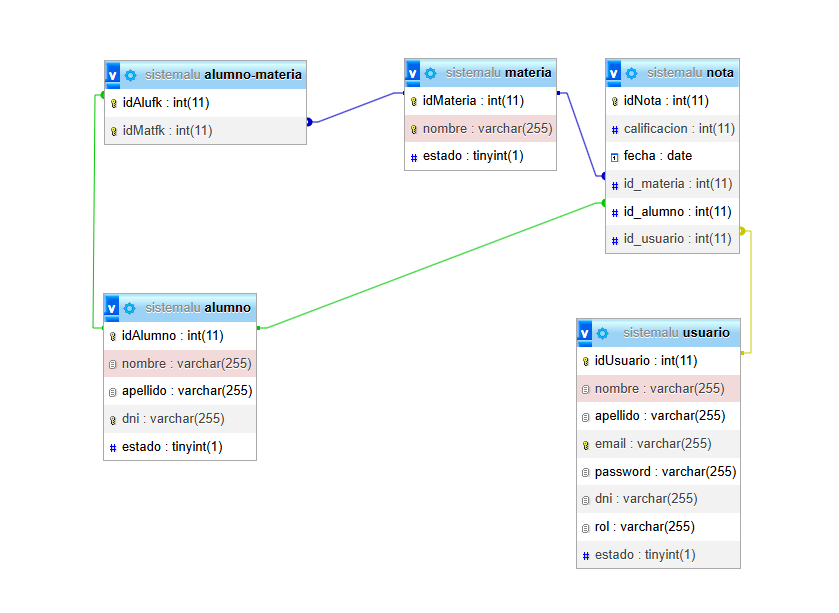 sistemalu alumno-materia
idAlufk : int(11)
idMatfk : int(11)
sistemalu materia
idMateria : int(11)
nombre : varchar(255)
estado : tinyint(1)
sistemalu nota
idNota : int(11)
calificacion : int(11)
fecha : date
id_materia : int(11)
id_alumno : int(11)
id_usuario : int(11)
sistemalu alumno
idAlumno : int(11)
nombre : varchar(255)
apellido : varchar(255)
dni : varchar(255)
estado : tinyint(1)
sistemalu usuario
idUsuario : int(11)
nombre : varchar(255)
apellido : varchar(255)
email : varchar(255)
password : varchar(255)
dni : varchar(255)
rol : varchar(255)
estado : tinyint(1)